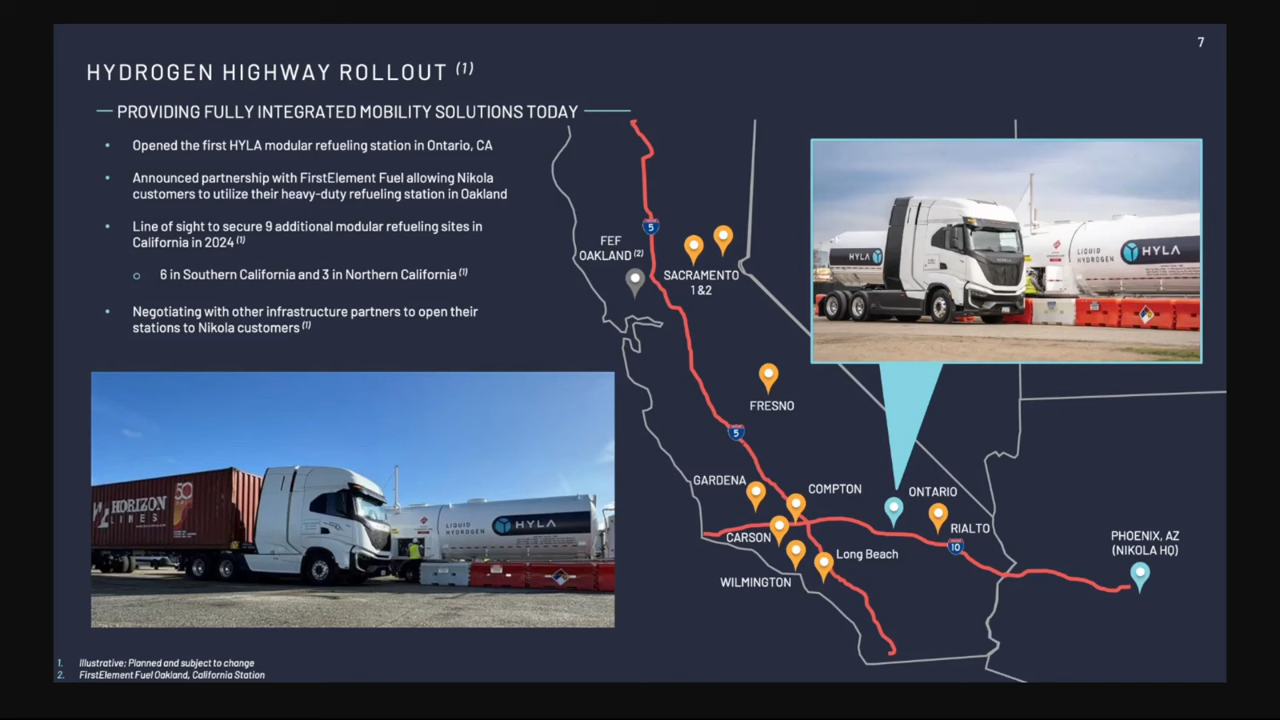 7
HYDROGEN HIGHWAY ROLLOUT (1)
PROVIDING FULLY INTEGRATED MOBILITY SOLUTIONS TODAY
• Opened the first HYLA modular refueling station in Ontario, CA
• Announced partnership with FirstElement Fuel allowing Nikola
customers to utilize their heavy-duty refueling station in Oakland
• Line of sight to secure 9 additional modular refueling sites in
California in 2024 (1)
○ 6 in Southern California and 3 in Northern California (1)
• Negotiating with other infrastructure partners to open their
stations to Nikola customers (1)
HORIZON
LINES
50
LIQUID
HYDROGEN
HYLA
5
FEF
OAKLAND (2)
SACRAMENTO
1 & 2
FRESNO
5
GARDENA
COMPTON
ONTARIO
CARSON
RIALTO
10
WILMINGTON
Long Beach
PHOENIX, AZ
(NIKOLA HQ)
HYLA
LIQUID
HYDROGEN
HYLA
1. Illustrative; Planned and subject to change
2. FirstElement Fuel Oakland, California Station